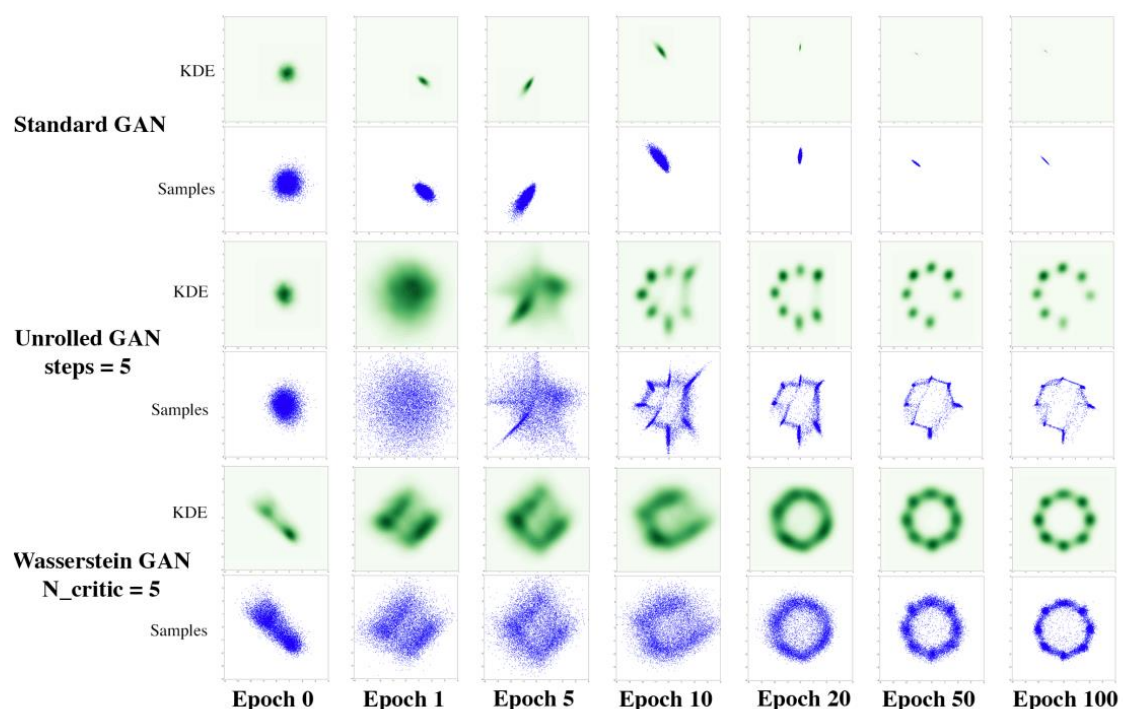 KDE
Standard GAN
Samples
KDE
Unrolled GAN
steps = 5
Samples
KDE
Wasserstein GAN
N_critic = 5
Samples
Epoch 0 Epoch 1 Epoch 5 Epoch 10 Epoch 20 Epoch 50 Epoch 100